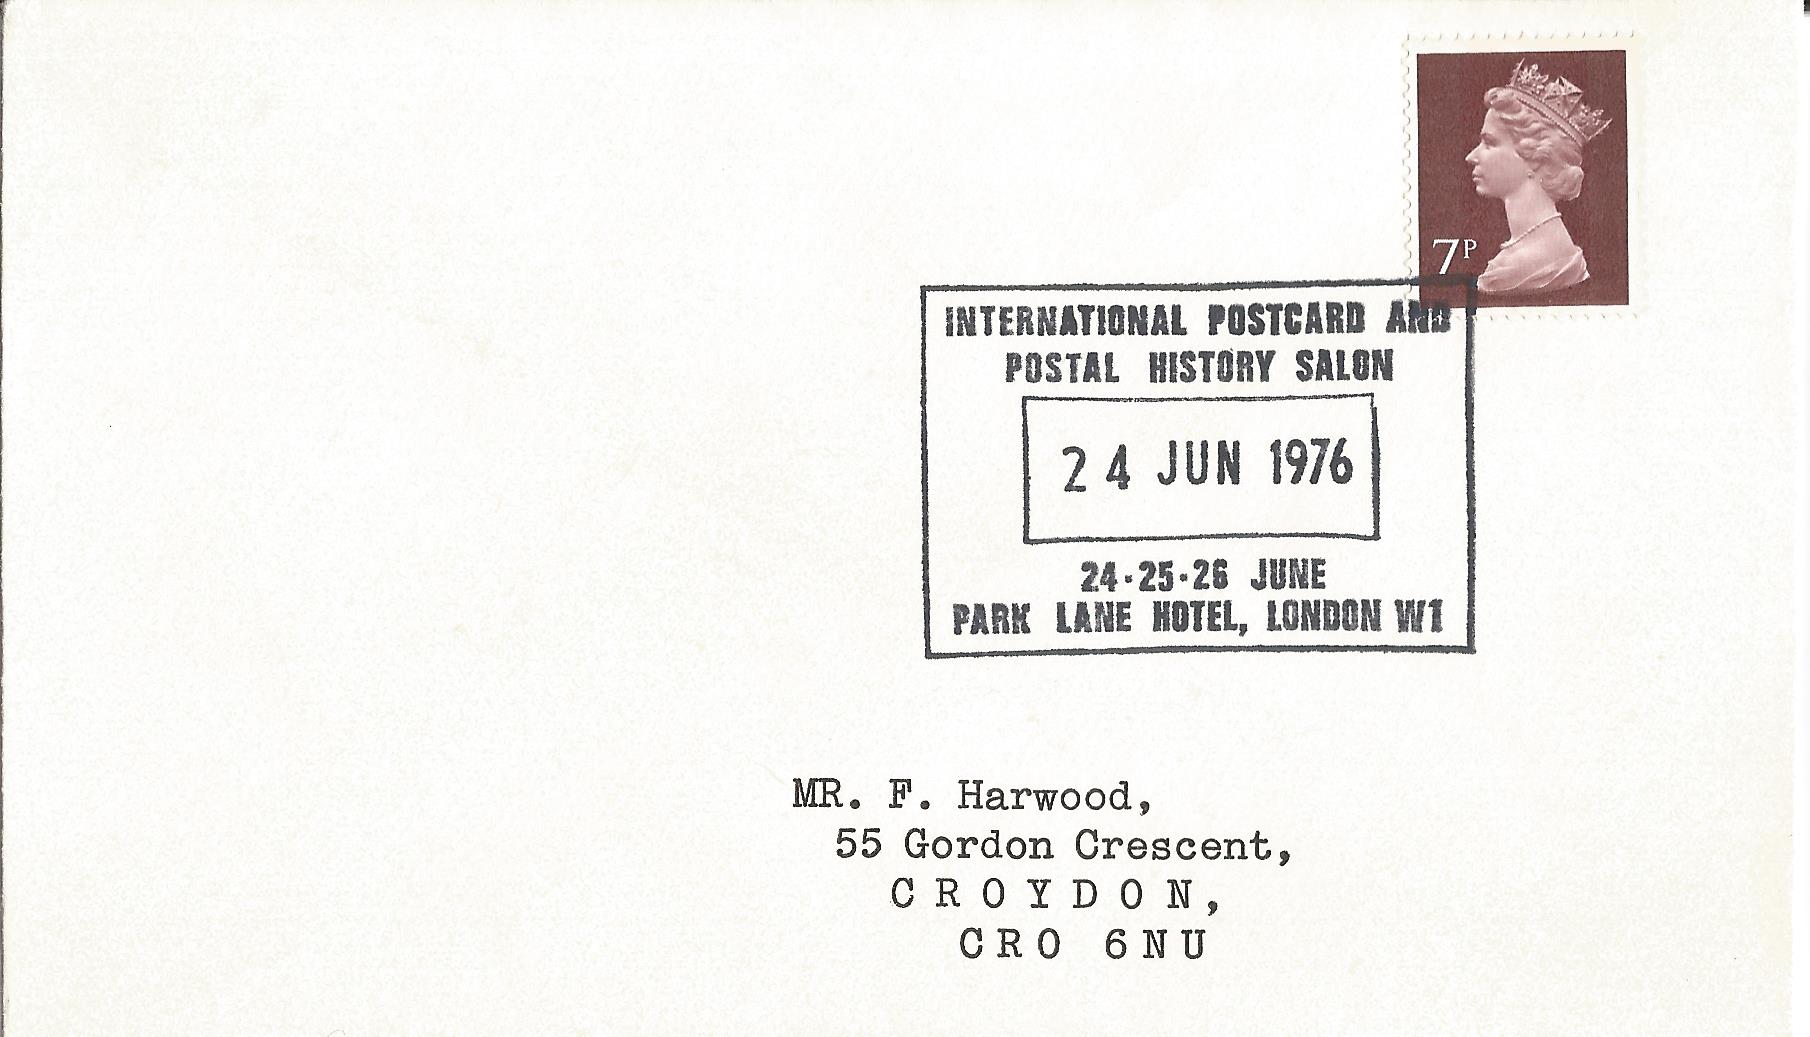 7P
INTERNATIONAL POSTCARD AND
POSTAL HISTORY SALON
24 JUN 1976
24·25·26 JUNE
PARK LANE HOTEL, LONDON W1
MR. F. Harwood,
55 Gordon Crescent,
CROYDON,
CRO 6NU